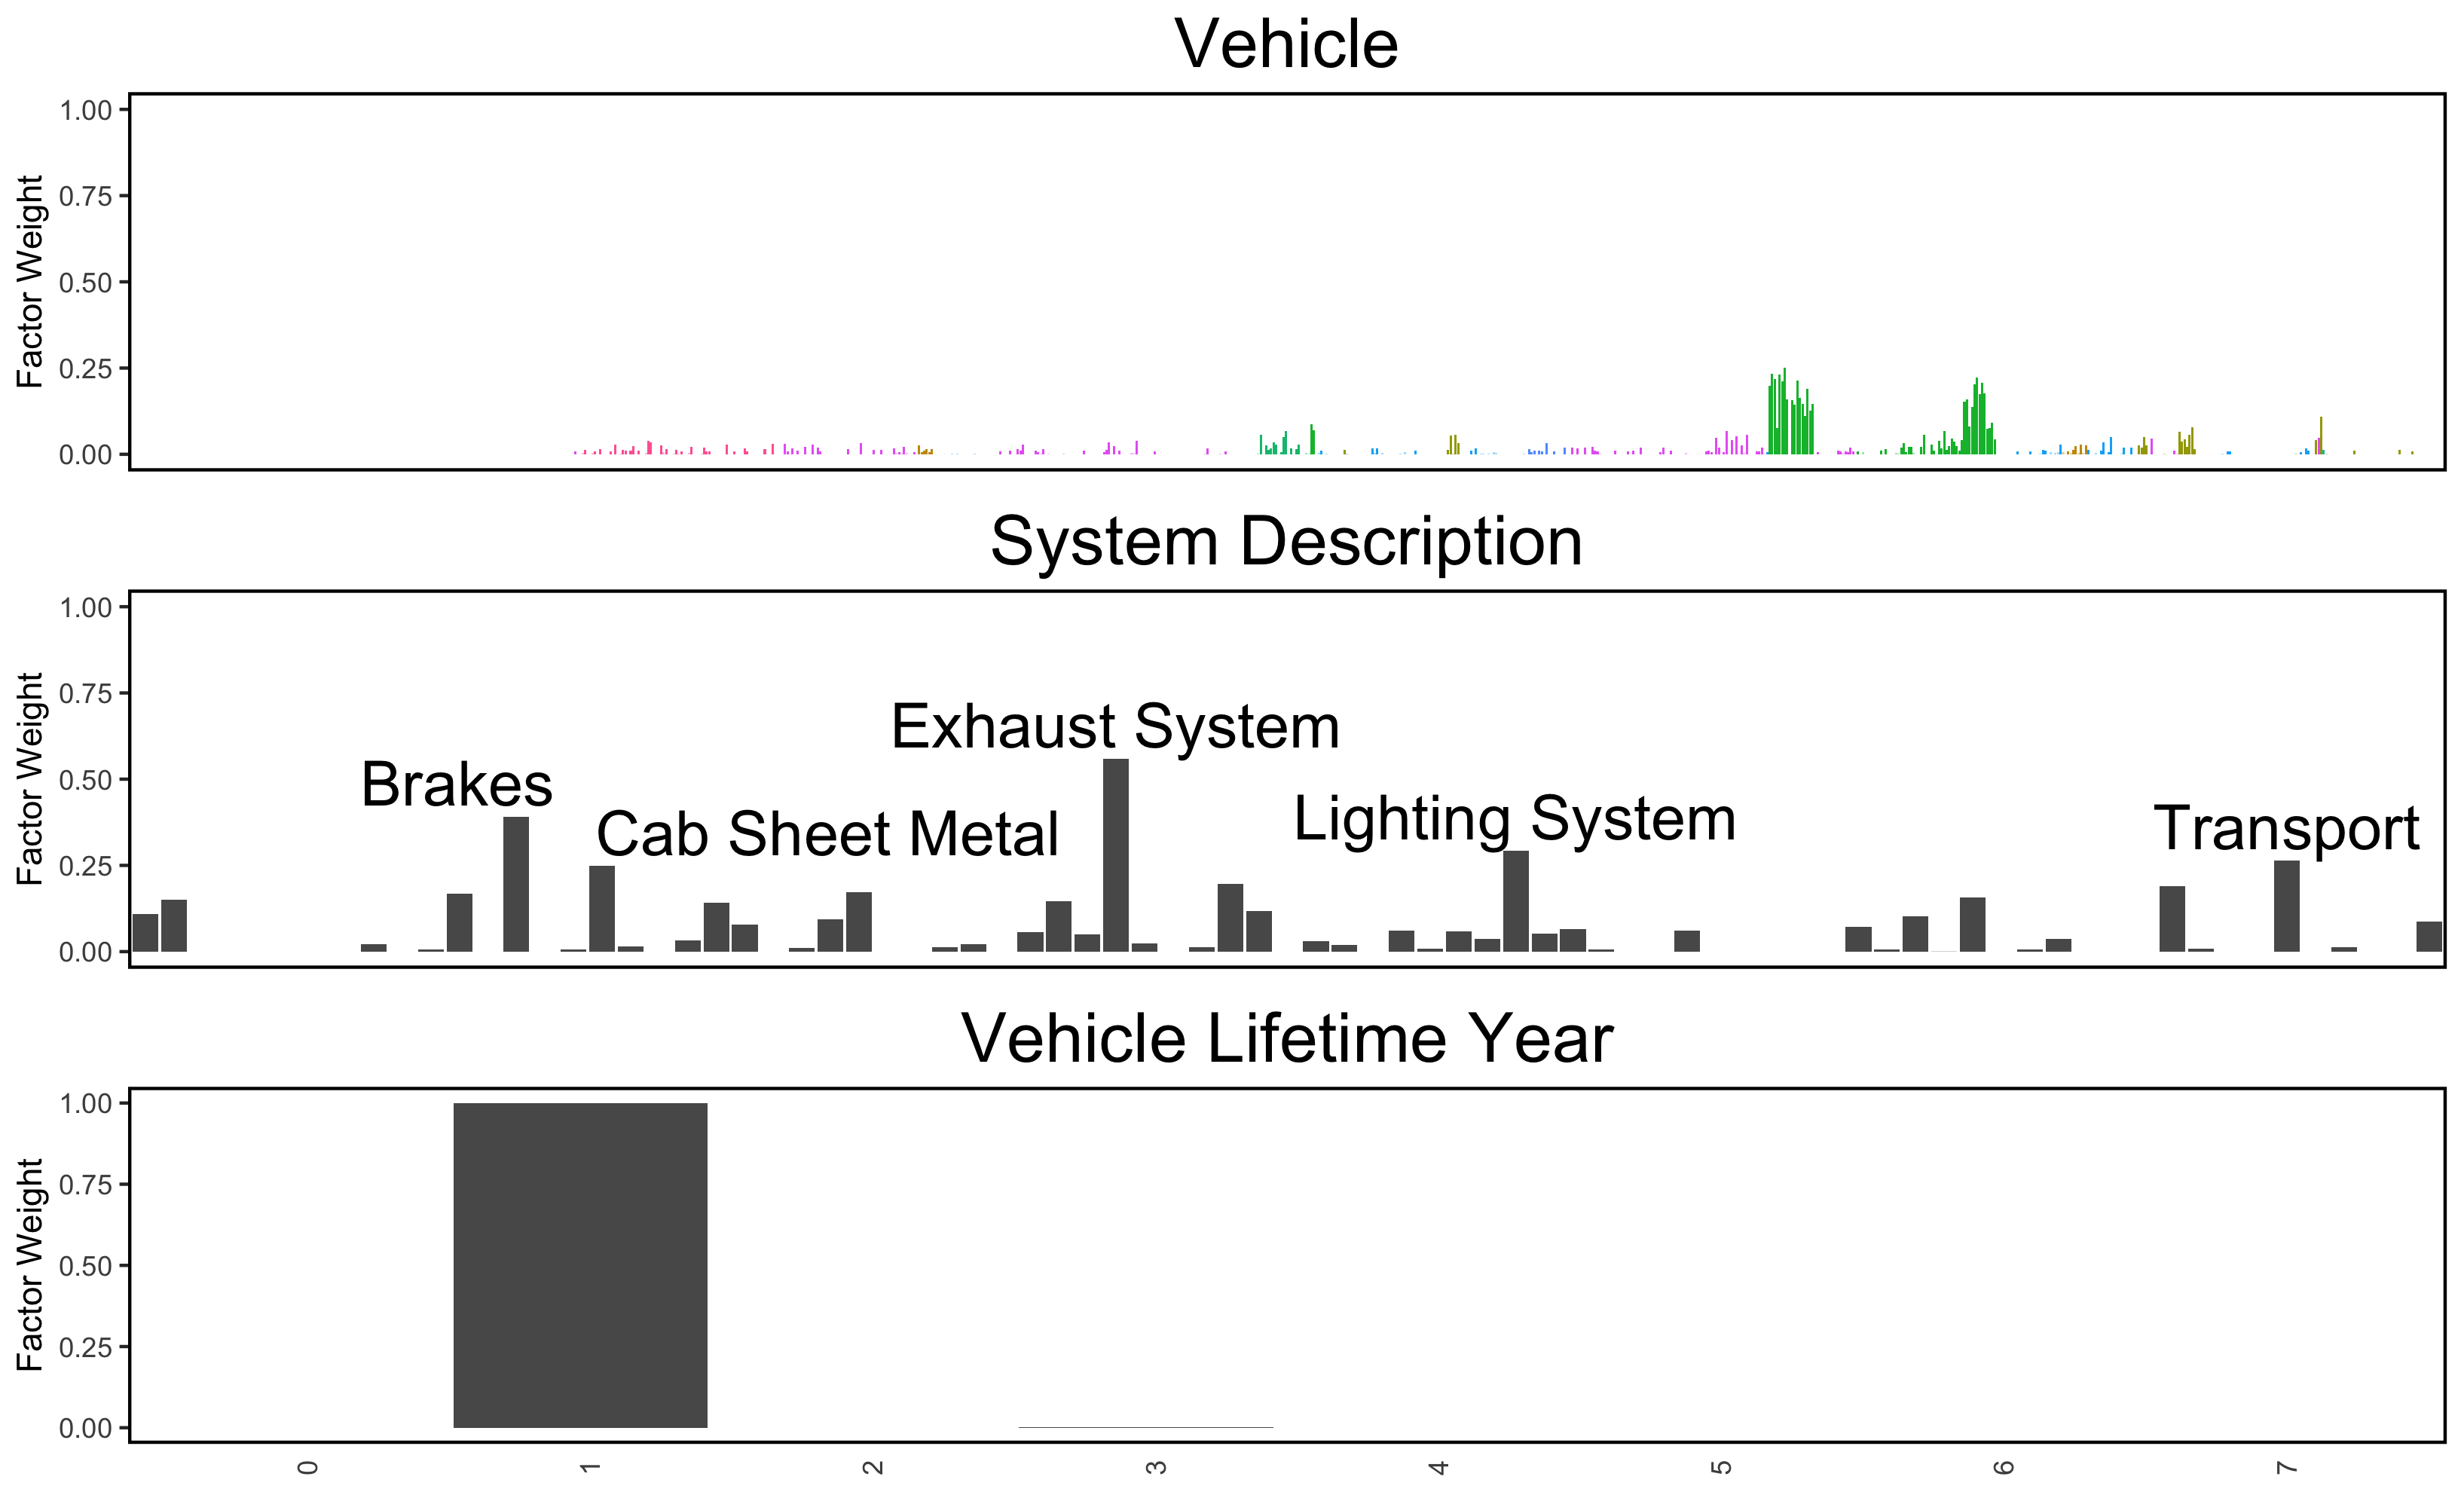 Vehicle
Factor Weight
1.00
0.75
0.50
0.25
0.00
System Description
Factor Weight
1.00
0.75
0.50
0.25
0.00
Exhaust System
Brakes
Lighting System
Cab Sheet Metal
Transport
Vehicle Lifetime Year
Factor Weight
1.00
0.75
0.50
0.25
0.00
0 1 2 3 4 5 6 7